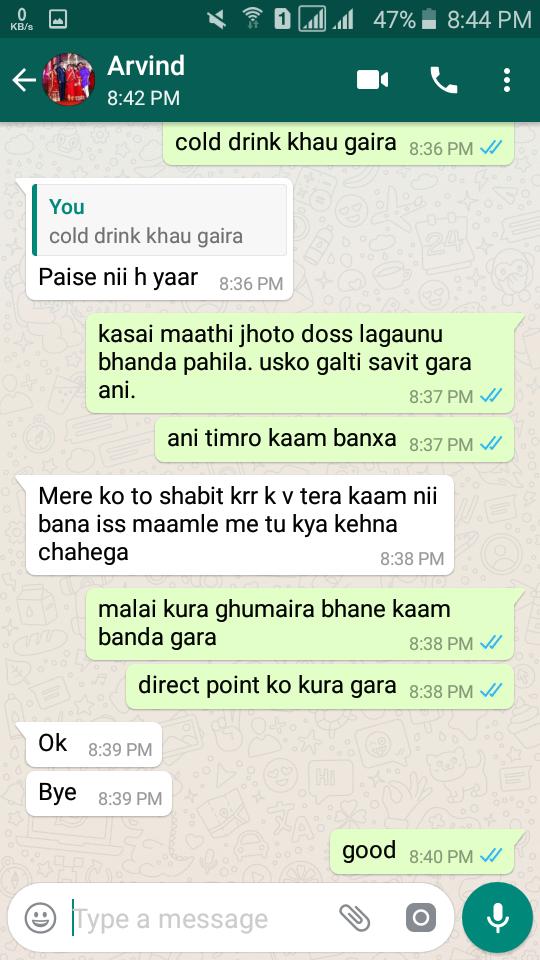 0
KB/s
1
47%
8:44 PM
Arvind
8:42 PM
cold drink khau gaira 8:36 PM
You
cold drink khau gaira
Paise nii h yaar 8:36 PM
kasai maathi jhoto doss lagaunu
bhanda pahila. usko galti savit gara
ani. 8:37 PM
ani timro kaam banxa 8:37 PM
Mere ko to shabit krr k v tera kaam nii
bana iss maamle me tu kya kehna
chahega 8:38 PM
malai kura ghumaira bhane kaam
banda gara 8:38 PM
direct point ko kura gara 8:38 PM
Ok 8:39 PM
Bye 8:39 PM
good 8:40 PM
Type a message